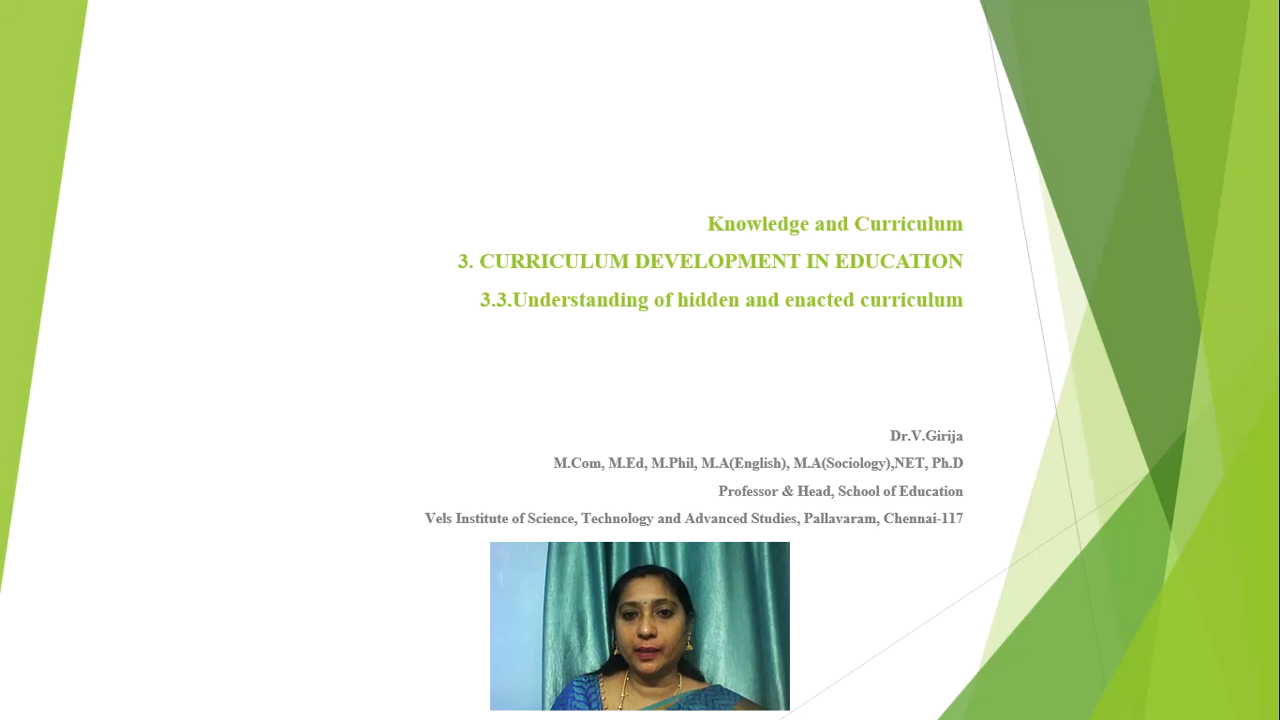 Knowledge and Curriculum
3. CURRICULUM DEVELOPMENT IN EDUCATION
3.3.Understanding of hidden and enacted curriculum
Dr.V.Girija
M.Com, M.Ed, M.Phil, M.A(English), M.A(Sociology),NET, Ph.D
Professor & Head, School of Education
Vels Institute of Science, Technology and Advanced Studies, Pallavaram, Chennai-117